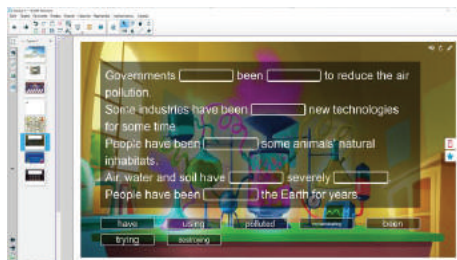 Governments been to reduce the air
pollution.
Some industries have been new technologies
for some time
People have been some animals' natural
inhabitats.
Air, water and soil have severely
People have been the Earth for years.
have using polluted been
trying destroying